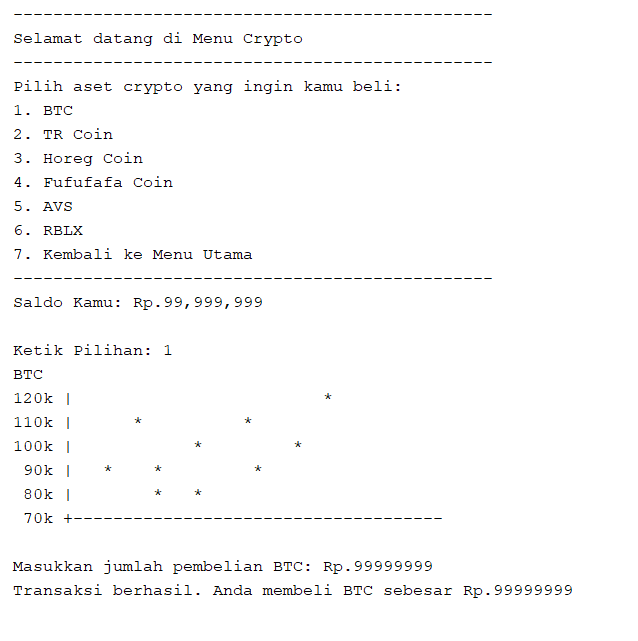 ------------------------------------------------
Selamat datang di Menu Crypto
------------------------------------------------
Pilih aset crypto yang ingin kamu beli:
1. BTC
2. TR Coin
3. Horeg Coin
4. Fufufafa Coin
5. AVS
6. RBLX
7. Kembali ke Menu Utama
------------------------------------------------
Saldo Kamu: Rp.99,999,999

Ketik Pilihan: 1
BTC
120k |                         *
110k |      *          *
100k |            *         *
 90k |   *    *         *
 80k |        *   *
 70k +-------------------------------------

Masukkan jumlah pembelian BTC: Rp.99999999
Transaksi berhasil. Anda membeli BTC sebesar Rp.99999999